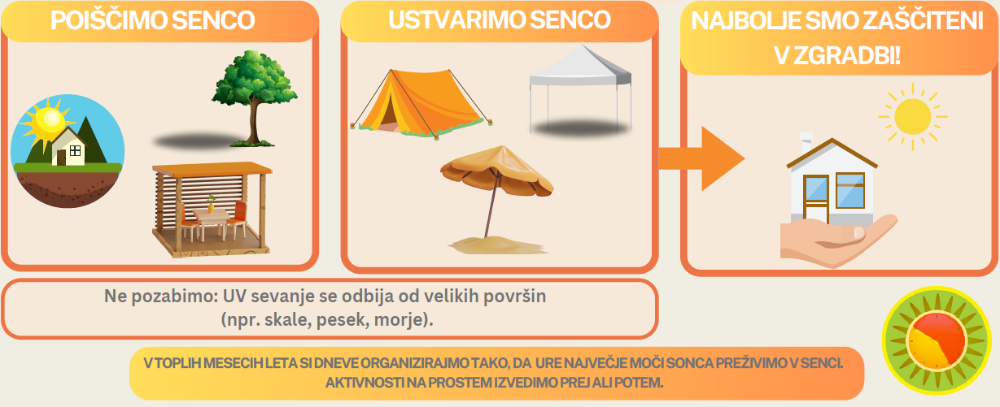 POIŠČIMO SENCO
USTVARIMO SENCO
NAJBOLJE SMO ZAŠČITENI
V ZGRADBI!
Ne pozabimo: UV sevanje se odbija od velikih površin
(npr. skale, pesek, morje).
V TOPLIH MESECIH LETA SI DNEVE ORGANIZIRAJMO TAKO, DA URE NAJVEČJE MOČI SONCA PREŽIVIMO V SENCI.
AKTIVNOSTI NA PROSTEM IZVEDIMO PREJ ALI POTEM.